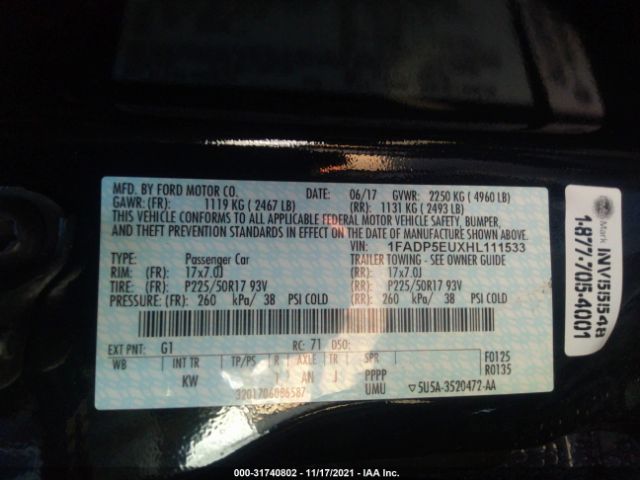 MFD. BY FORD MOTOR CO.
DATE: 06/17 GVWR: 2250 KG ( 4960 LB)
GAWR: (FR): 1119 KG ( 2467 LB) (RR): 1131 KG ( 2493 LB)
THIS VEHICLE CONFORMS TO ALL APPLICABLE FEDERAL MOTOR VEHICLE SAFETY, BUMPER,
AND THEFT PREVENTION STANDARDS IN EFFECT ON THE DATE OF MANUFACTURE SHOWN ABOVE.
VIN: 1FADP5EUXHL111533
TYPE: Passenger Car TRAILER TOWING - SEE OWNER GUIDE
RIM: (FR): 17x7.0J (RR): 17x7.0J
TIRE: (FR): P225/50R17 93V (RR): P225/50R17 93V
PRESSURE: (FR): 260 kPa/ 38 PSI COLD (RR): 260 kPa/ 38 PSI COLD
EXT PNT: G1 RC: 71 DSO:
WB INT TR TP/PS R AXLE TR SPR
KW 1 AN J PPPP
UMU
F0125
R0135
▽5U5A-3520472-AA
Mark
INV155548
1-877-705-4001
000-31740802 — 11/17/2021 — IAA Inc.